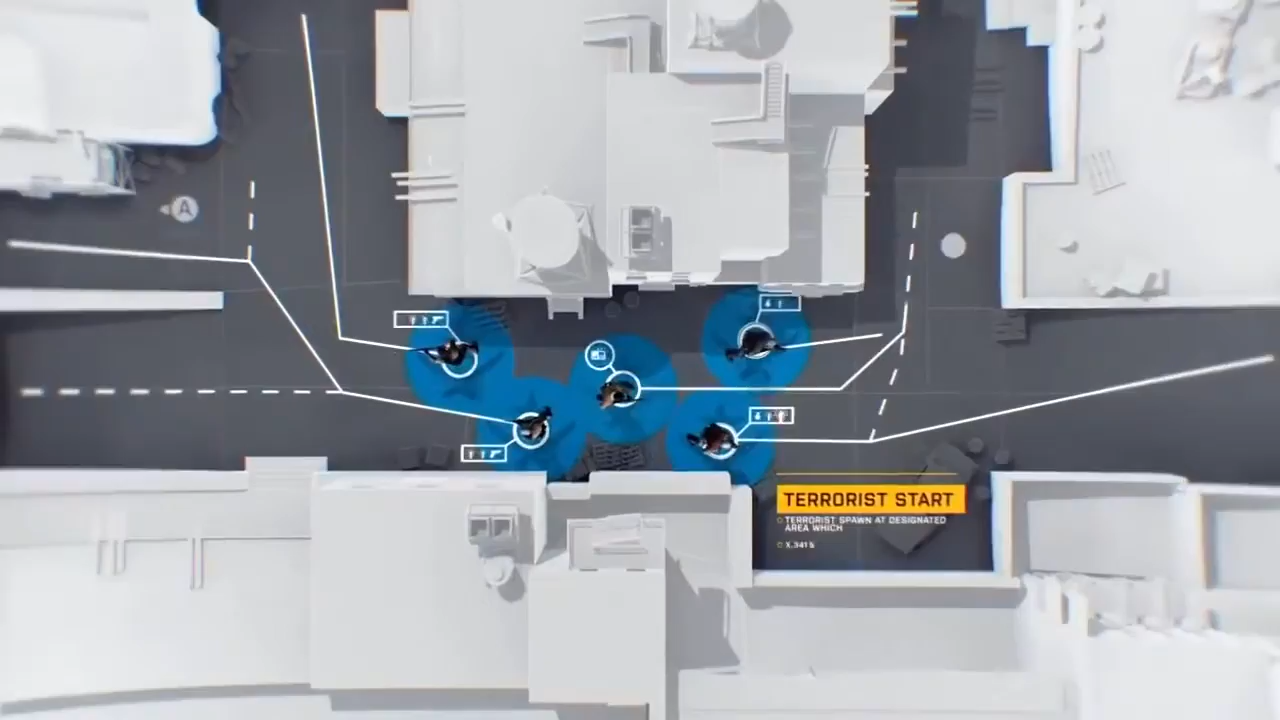 A
TERRORIST START
TERRORIST SPAWN AT DESIGNATED
AREA WHICH
X.341 S